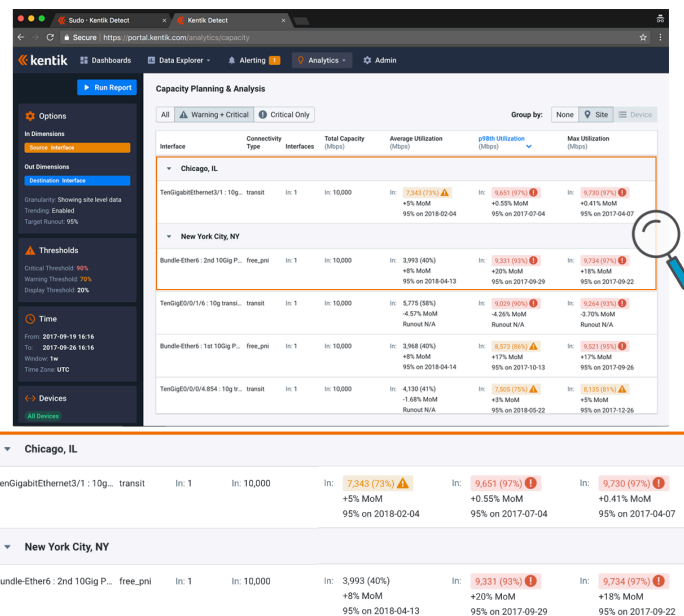 Sudo - Kentik Detect
Kentik Detect
Secure | https://portal.kentik.com/analytics/capacity
kentik Dashboards Data Explorer Alerting 1 Analytics Admin
Run Report
Options
In Dimensions
Source Interface
Out Dimensions
Destination Interface
Granularity: Showing site level data
Trending: Enabled
Target Runout: 95%
Thresholds
Critical Threshold: 90%
Warning Threshold: 70%
Display Threshold: 20%
Time
From: 2017-09-19 16:16
To: 2017-09-26 16:16
Window: 1w
Time Zone: UTC
Devices
All Devices
Capacity Planning & Analysis
All Warning + Critical Critical Only Group by: None Site Device
Interface Connectivity Type Interfaces Total Capacity (Mbps) Average Utilization (Mbps) p98th Utilization (Mbps) Max Utilization (Mbps)
Chicago, IL
TenGigabitEthernet3/1 : 10g... transit In: 1 In: 10,000 In: 7,343 (73%) In: 9,651 (97%) In: 9,730 (97%)
+5% MoM +0.55% MoM +0.41% MoM
95% on 2018-02-04 95% on 2017-07-04 95% on 2017-04-07
New York City, NY
Bundle-Ether6 : 2nd 10Gig P... free_pni In: 1 In: 10,000 In: 3,993 (40%) In: 9,331 (93%) In: 9,734 (97%)
+8% MoM +20% MoM +18% MoM
95% on 2018-04-13 95% on 2017-09-29 95% on 2017-09-22
TenGigE0/0/1/6 : 10g transi... transit In: 1 In: 10,000 In: 5,775 (58%) In: 9,029 (90%) In: 9,264 (93%)
-4.57% MoM -4.26% MoM -3.70% MoM
Runout N/A Runout N/A Runout N/A
Bundle-Ether6 : 1st 10Gig P... free_pni In: 1 In: 10,000 In: 3,968 (40%) In: 8,573 (86%) In: 9,521 (95%)
+8% MoM +17% MoM +17% MoM
95% on 2018-04-14 95% on 2017-10-13 95% on 2017-09-26
TenGigE0/0/0/4.854 : 10g tr... transit In: 1 In: 10,000 In: 4,130 (41%) In: 7,505 (75%) In: 8,135 (81%)
-1.68% MoM +3% MoM +5% MoM
Runout N/A 95% on 2018-05-22 95% on 2017-12-26
Chicago, IL
enGigabitEthernet3/1 : 10g... transit In: 1 In: 10,000 In: 7,343 (73%) In: 9,651 (97%) In: 9,730 (97%)
+5% MoM +0.55% MoM +0.41% MoM
95% on 2018-02-04 95% on 2017-07-04 95% on 2017-04-07
New York City, NY
undle-Ether6 : 2nd 10Gig P... free_pni In: 1 In: 10,000 In: 3,993 (40%) In: 9,331 (93%) In: 9,734 (97%)
+8% MoM +20% MoM +18% MoM
95% on 2018-04-13 95% on 2017-09-29 95% on 2017-09-22